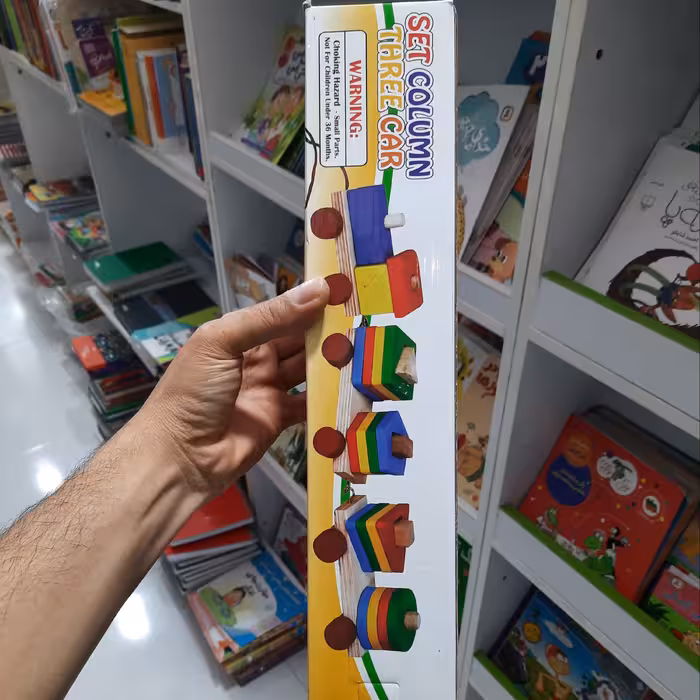 SET COLUMN
THREE CAR
WARNING:
Choking Hazard - Small Parts.
Not For Children Under 36 Months.